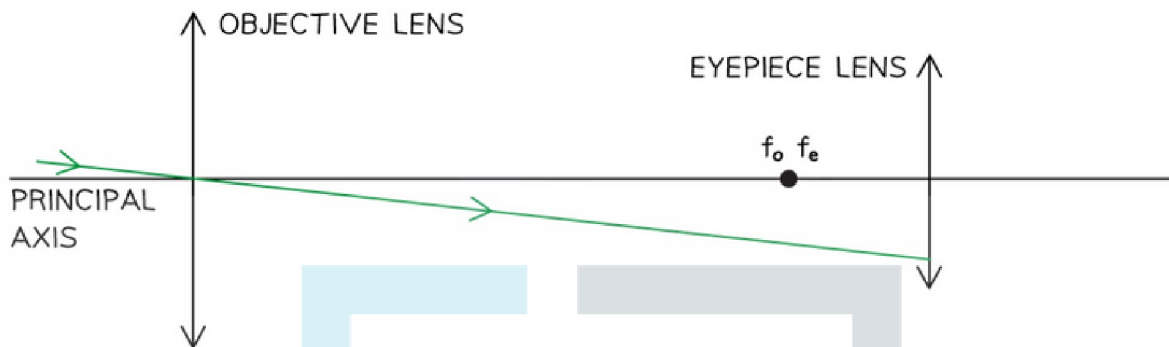 OBJECTIVE LENS
EYEPIECE LENS
fo fe
PRINCIPAL
AXIS